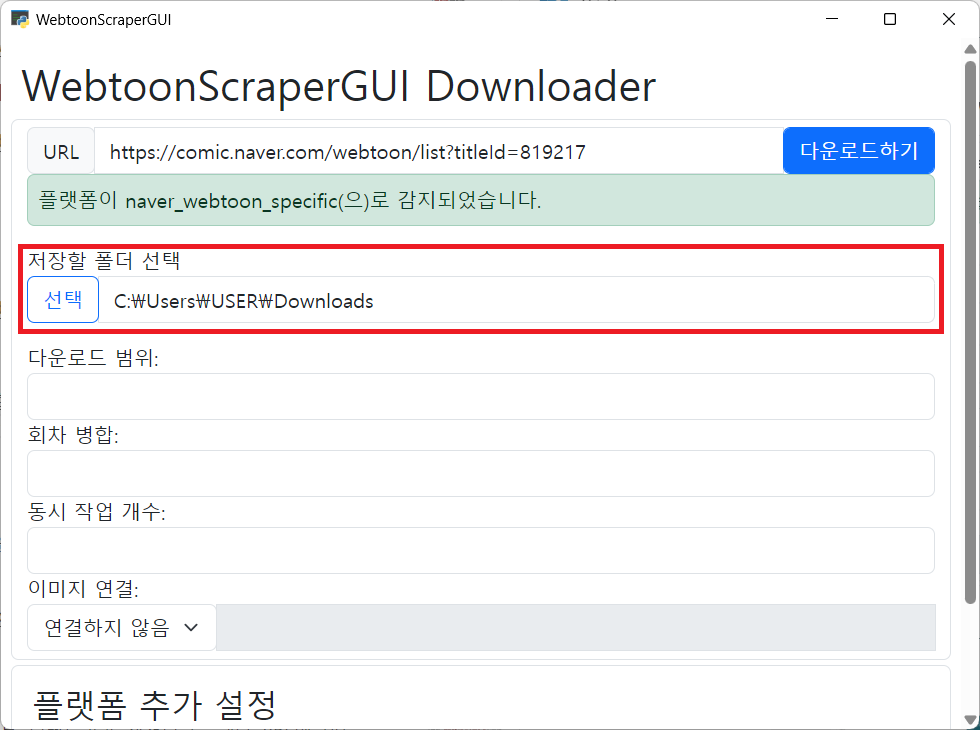 WebtoonScraperGUI
WebtoonScraperGUI Downloader
URL https://comic.naver.com/webtoon/list?titleId=819217 다운로드하기
플랫폼이 naver_webtoon_specific(으)로 감지되었습니다.
저장할 폴더 선택
선택 C:₩Users₩USER₩Downloads
다운로드 범위:
회차 병합:
동시 작업 개수:
이미지 연결:
연결하지 않음
플랫폼 추가 설정